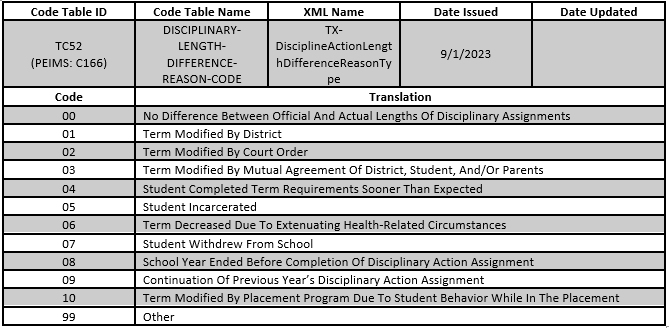 Code Table ID Code Table Name XML Name Date Issued Date Updated
TC52
(PEIMS: C166)
DISCIPLINARY-
LENGTH-
DIFFERENCE-
REASON-CODE
TX-
DisciplineActionLengt
hDifferenceReasonTy
pe
9/1/2023
Code Translation
00 No Difference Between Official And Actual Lengths Of Disciplinary Assignments
01 Term Modified By District
02 Term Modified By Court Order
03 Term Modified By Mutual Agreement Of District, Student, And/Or Parents
04 Student Completed Term Requirements Sooner Than Expected
05 Student Incarcerated
06 Term Decreased Due To Extenuating Health-Related Circumstances
07 Student Withdrew From School
08 School Year Ended Before Completion Of Disciplinary Action Assignment
09 Continuation Of Previous Year's Disciplinary Action Assignment
10 Term Modified By Placement Program Due To Student Behavior While In The Placement
99 Other